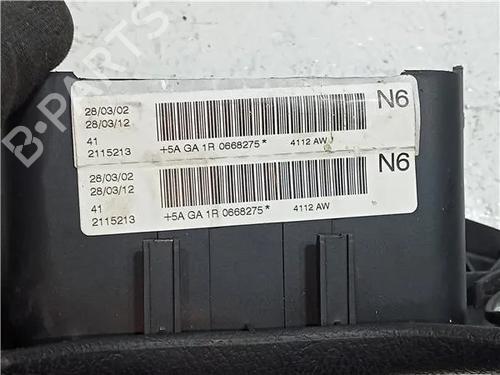 28/03/02
28/03/12
41
2115213
+5A GA 1R 0668275*
4112 AW
N6
28/03/02
28/03/12
41
2115213
+5A GA 1R 0668275*
4112 AW
N6
B-PARTS